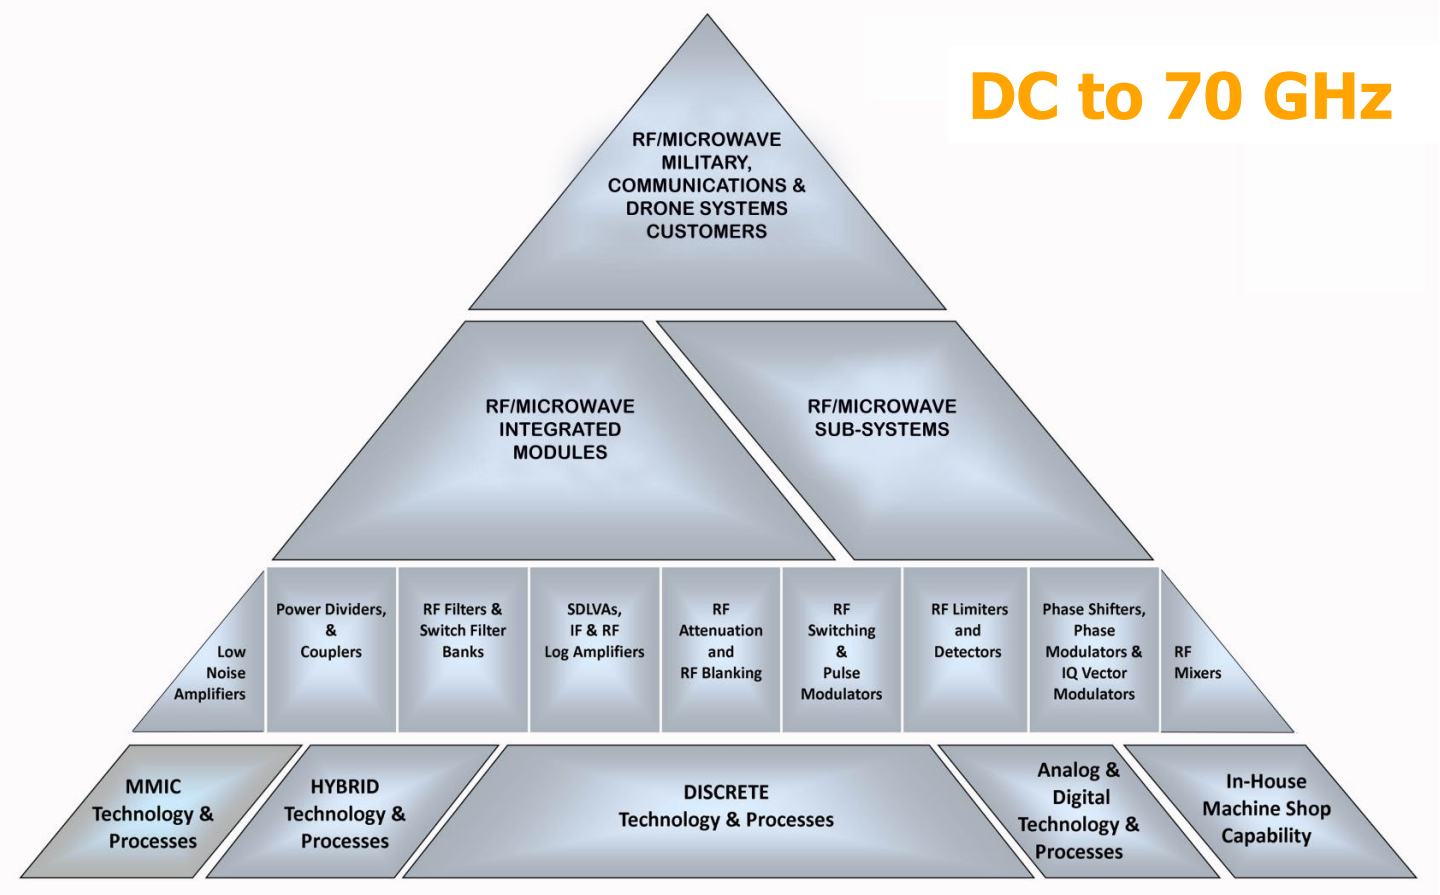 DC to 70 GHz
RF/MICROWAVE
MILITARY,
COMMUNICATIONS &
DRONE SYSTEMS
CUSTOMERS
RF/MICROWAVE
INTEGRATED
MODULES
RF/MICROWAVE
SUB-SYSTEMS
Low
Noise
Amplifiers
Power Dividers,
&
Couplers
RF Filters &
Switch Filter
Banks
SDLVAs,
IF & RF
Log Amplifiers
RF
Attenuation
and
RF Blanking
RF
Switching
&
Pulse
Modulators
RF Limiters
and
Detectors
Phase Shifters,
Phase
Modulators &
IQ Vector
Modulators
RF
Mixers
MMIC
Technology &
Processes
HYBRID
Technology &
Processes
DISCRETE
Technology & Processes
Analog &
Digital
Technology &
Processes
In-House
Machine Shop
Capability